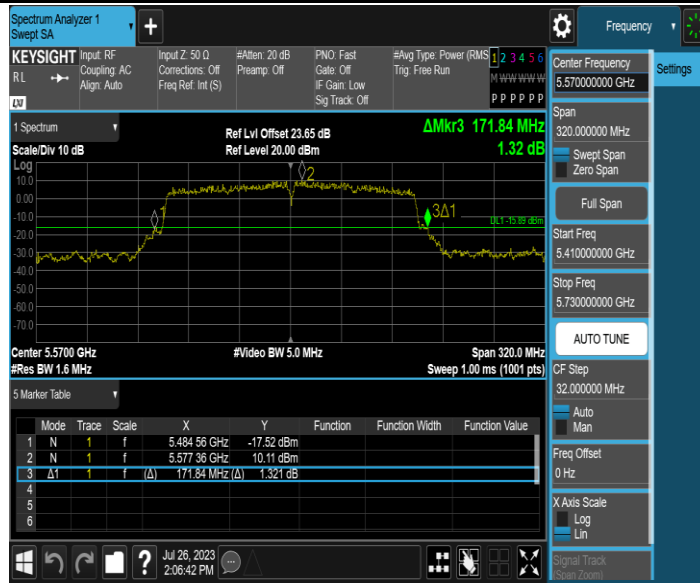 Spectrum Analyzer 1
Swept SA
Frequency
KEYSIGHT
RL
LXI
Input: RF
Coupling: AC
Align: Auto
Input Z: 50 Ω
Corrections: Off
Freq Ref: Int (S)
#Atten: 20 dB
Preamp: Off
PNO: Fast
Gate: Off
IF Gain: Low
Sig Track: Off
#Avg Type: Power (RMS
Trig: Free Run
1 2 3 4 5 6
M W W W W W
P P P P P P
1 Spectrum
Scale/Div 10 dB
Ref Lvl Offset 23.65 dB
Ref Level 20.00 dBm
ΔMkr3 171.84 MHz
1.32 dB
Log
10.0
0.00
-10.0
-20.0
-30.0
-40.0
-50.0
-60.0
-70.0
1
2
3Δ1
DL1 -15.89 dBm
Center 5.5700 GHz
#Res BW 1.6 MHz
#Video BW 5.0 MHz
Span 320.0 MHz
Sweep 1.00 ms (1001 pts)
5 Marker Table
Mode Trace Scale X Y Function Function Width Function Value
1 N 1 f 5.484 56 GHz -17.52 dBm
2 N 1 f 5.577 36 GHz 10.11 dBm
3 Δ1 1 f (Δ) 171.84 MHz (Δ) 1.321 dB
4
5
6
?
Jul 26, 2023
2:06:42 PM
Center Frequency
5.570000000 GHz
Settings
Span
320.000000 MHz
Swept Span
Zero Span
Full Span
Start Freq
5.410000000 GHz
Stop Freq
5.730000000 GHz
AUTO TUNE
CF Step
32.000000 MHz
Auto
Man
Freq Offset
0 Hz
X Axis Scale
Log
Lin
Signal Track
(Span Zoom)